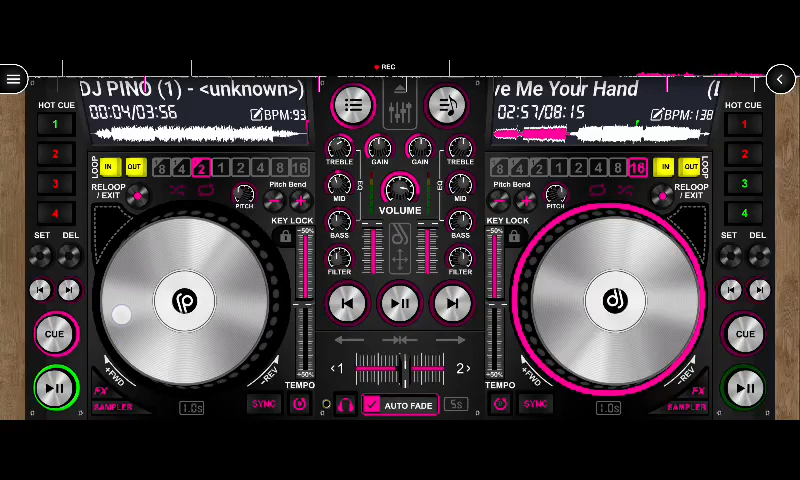 REC
DJ PINO (1) - <unknown>)
ve Me Your Hand
00:04/03:56
BPM:93
02:57/08:15
BPM:138
HOT CUE
1
2
3
4
SET DEL
CUE
LOOP
IN OUT
8 4 2 1 2 4 8 16
RELOOP / EXIT
PITCH
Pitch Bend
KEY LOCK
-50%
+50%
+FWD
-REV
TEMPO
FX
SAMPLER
1.0s
SYNC
TREBLE GAIN GAIN TREBLE
MID EQ EQ MID
VOLUME
BASS BASS
FILTER FILTER
1 2
AUTO FADE
5s
8 4 2 1 2 4 8 16
IN OUT
LOOP
Pitch Bend
PITCH
RELOOP / EXIT
KEY LOCK
-50%
+50%
+FWD
-REV
TEMPO
SYNC
1.0s
FX
SAMPLER
HOT CUE
1
2
3
4
SET DEL
CUE